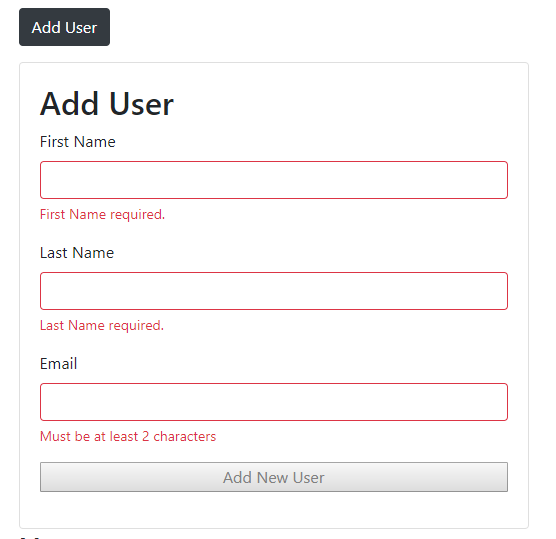 Add User
Add User
First Name
First Name required.
Last Name
Last Name required.
Email
Must be at least 2 characters
Add New User